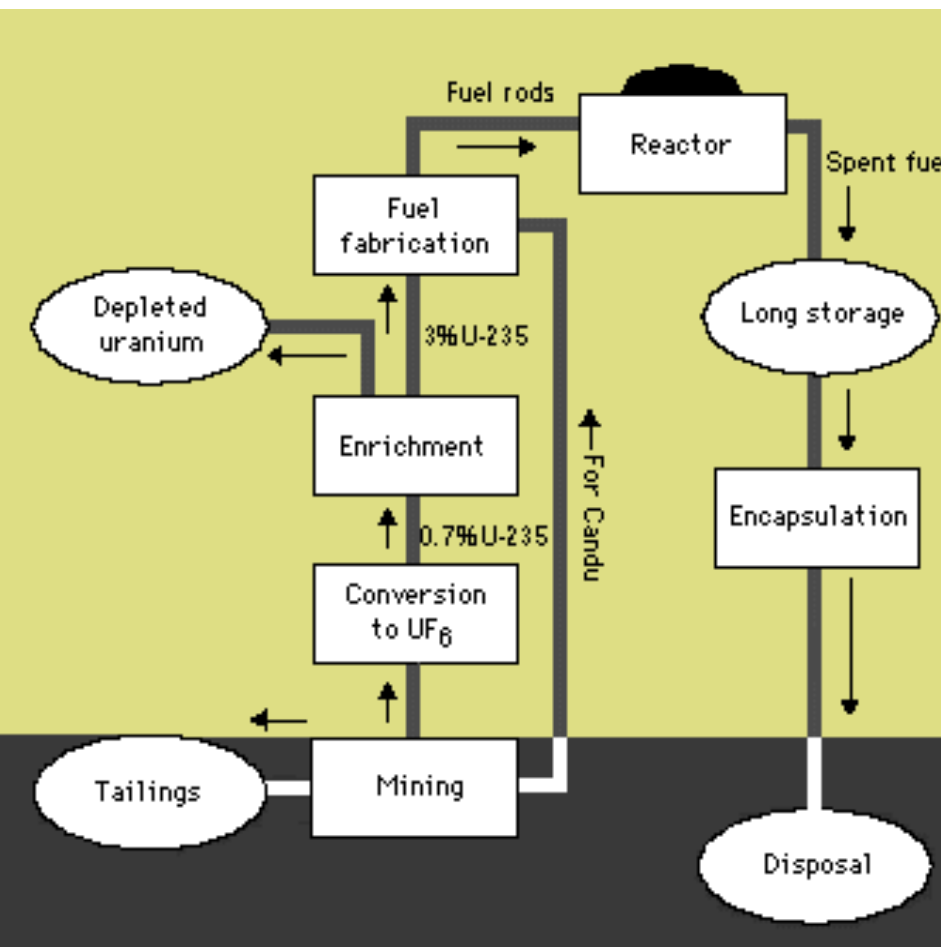 Fuel rods
Reactor
Spent fue
Fuel
fabrication
Depleted
uranium
3%U-235
Long storage
Enrichment
For Candu
0.7%U-235
Encapsulation
Conversion
to UF6
Tailings
Mining
Disposal